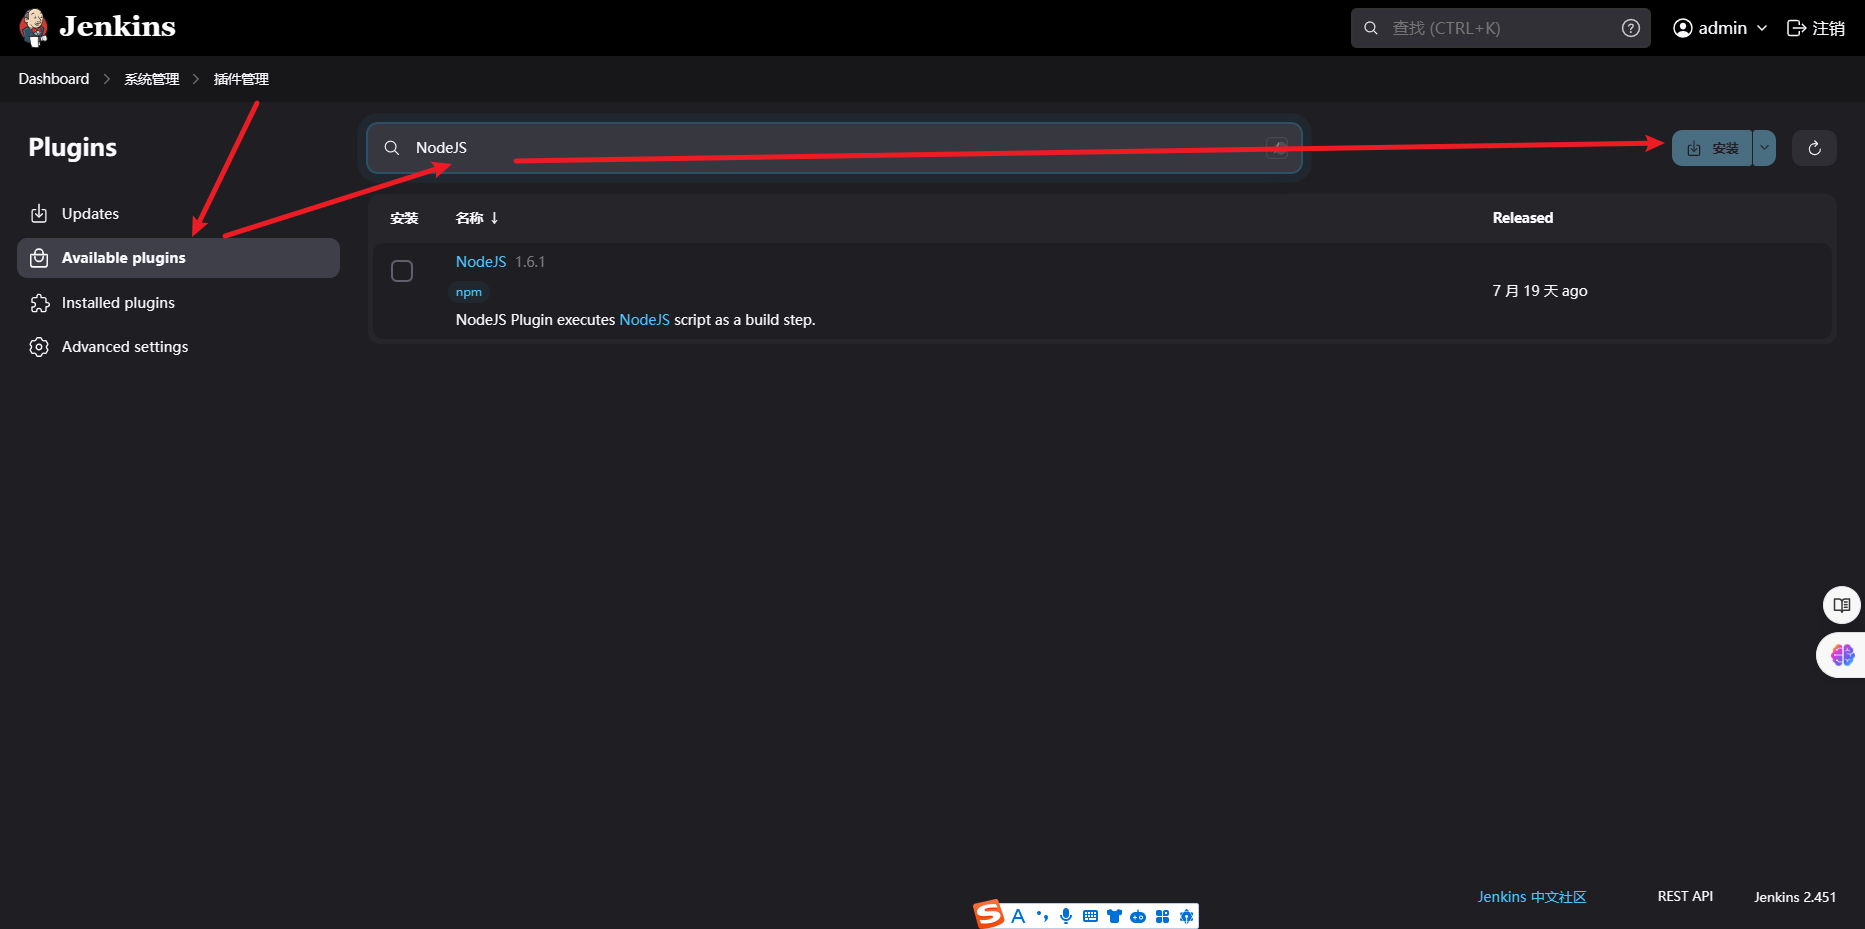 Jenkins
查找 (CTRL+K)
admin
注销
Dashboard
系统管理
插件管理
Plugins
NodeJS
安装
Updates
Available plugins
Installed plugins
Advanced settings
安装
名称 ↓
Released
NodeJS 1.6.1
npm
NodeJS Plugin executes NodeJS script as a build step.
7 月 19 天 ago
Jenkins 中文社区
REST API
Jenkins 2.451